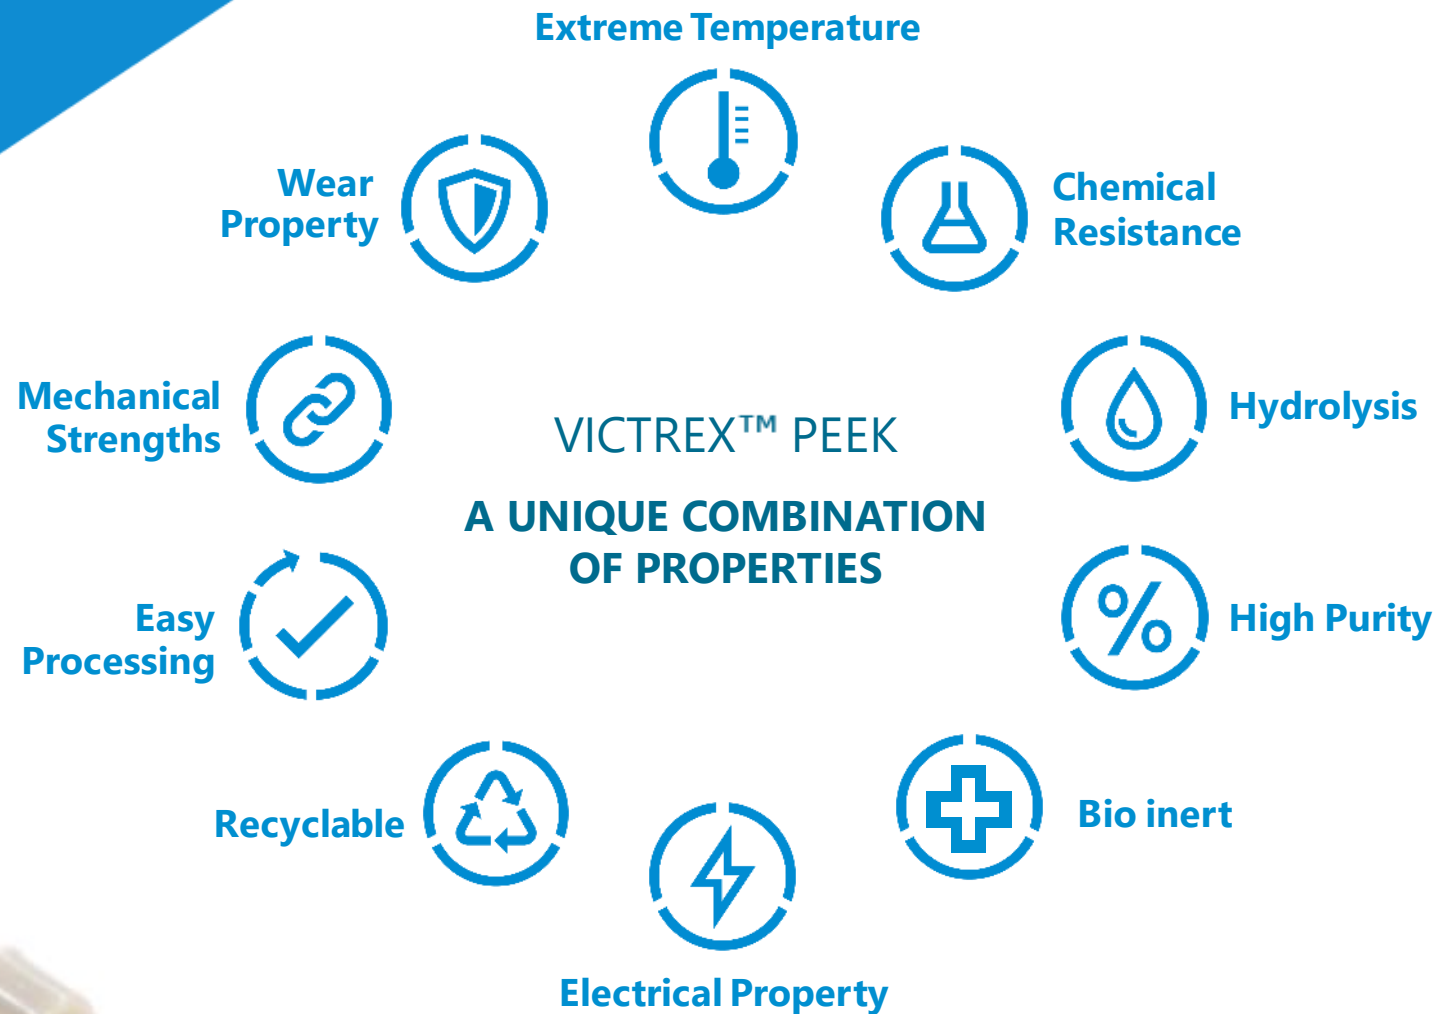 Extreme Temperature
Wear
Property
Chemical
Resistance
Mechanical
Strengths
Hydrolysis
VICTREX™ PEEK
A UNIQUE COMBINATION
OF PROPERTIES
Easy
Processing
High Purity
Recyclable
Bio inert
Electrical Property